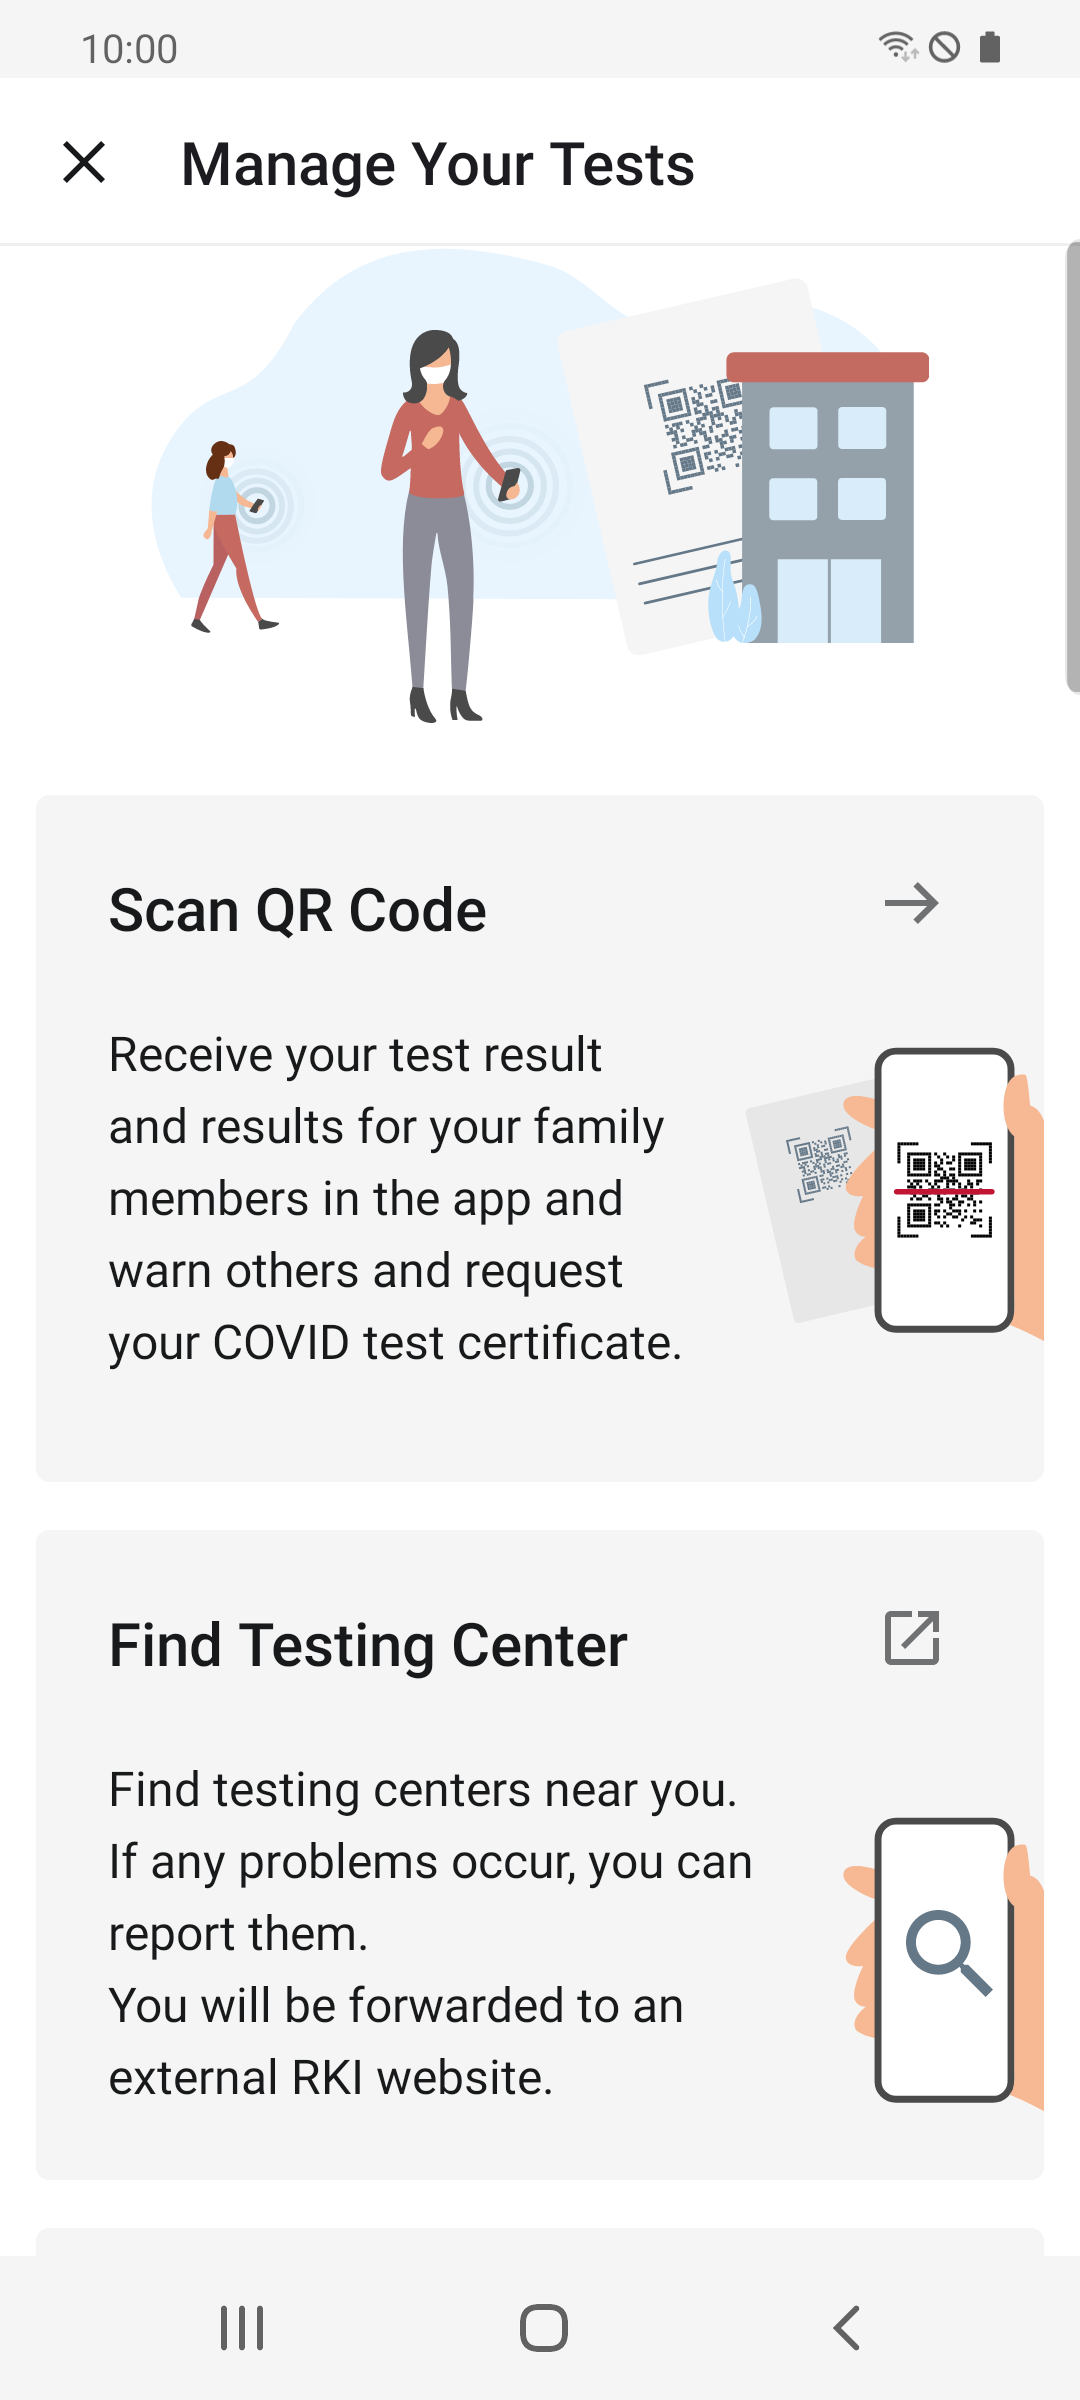 10:00
Manage Your Tests
Scan QR Code
Receive your test result
and results for your family
members in the app and
warn others and request
your COVID test certificate.
Find Testing Center
Find testing centers near you.
If any problems occur, you can
report them.
You will be forwarded to an
external RKI website.